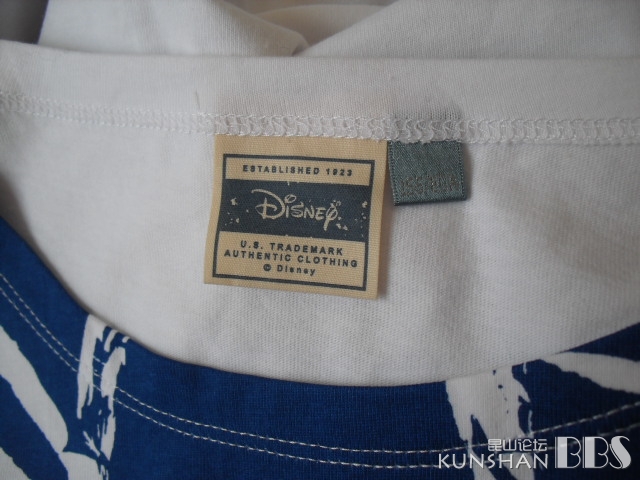 ESTABLISHED 1923
Disney
U.S. TRADEMARK
AUTHENTIC CLOTHING
© Disney
昆山论坛
KUNSHAN BBS